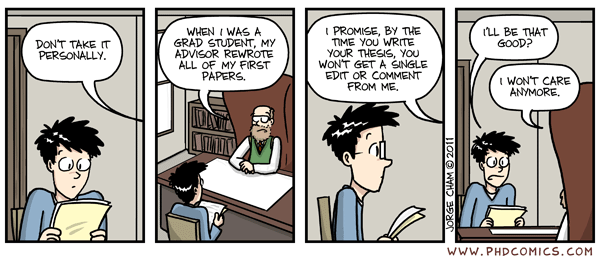 DON'T TAKE IT
PERSONALLY.
WHEN I WAS A
GRAD STUDENT, MY
ADVISOR REWROTE
ALL OF MY FIRST
PAPERS.
I PROMISE, BY THE
TIME YOU WRITE
YOUR THESIS, YOU
WON'T GET A SINGLE
EDIT OR COMMENT
FROM ME.
I'LL BE THAT
GOOD?
I WON'T CARE
ANYMORE.
JORGE CHAM © 2011
WWW.PHDCOMICS.COM